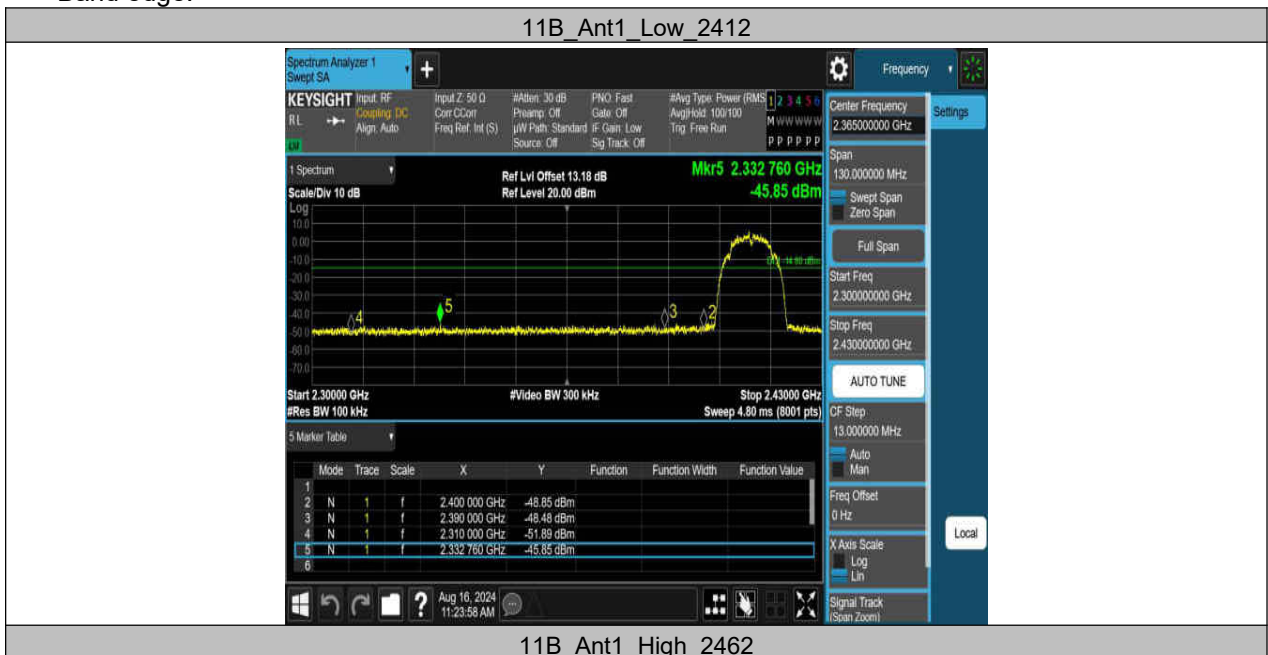 Band edge:
11B_Ant1_Low_2412
Spectrum Analyzer 1
Swept SA
Frequency
KEYSIGHT
RL
Input: RF
Coupling: DC
Align: Auto
Input Z: 50 Ω
Corr CCorr
Freq Ref: Int (S)
#Atten: 30 dB
Preamp: Off
µW Path: Standard
Source: Off
PNO: Fast
Gate: Off
IF Gain: Low
Sig Track: Off
#Avg Type: Power (RMS
Avg|Hold: 100/100
Trig: Free Run
1 2 3 4 5 6
M W W W W W
P P P P P P
1 Spectrum
Scale/Div 10 dB
Ref Lvl Offset 13.18 dB
Ref Level 20.00 dBm
Mkr5 2.332 760 GHz
-45.85 dBm
Log
10.0
0.00
-10.0
-20.0
-30.0
-40.0
-50.0
-60.0
-70.0
4
5
3
2
Start 2.30000 GHz
#Res BW 100 kHz
#Video BW 300 kHz
Stop 2.43000 GHz
Sweep 4.80 ms (8001 pts)
5 Marker Table
Mode Trace Scale X Y Function Function Width Function Value
1
2 N 1 f 2.400 000 GHz -48.85 dBm
3 N 1 f 2.390 000 GHz -48.48 dBm
4 N 1 f 2.310 000 GHz -51.89 dBm
5 N 1 f 2.332 760 GHz -45.85 dBm
6
?
Aug 16, 2024
11:23:58 AM
Center Frequency
2.365000000 GHz
Settings
Span
130.000000 MHz
Swept Span
Zero Span
Full Span
Start Freq
2.300000000 GHz
Stop Freq
2.430000000 GHz
AUTO TUNE
CF Step
13.000000 MHz
Auto
Man
Freq Offset
0 Hz
X Axis Scale
Log
Lin
Local
Signal Track
(Span Zoom)
11B_Ant1_High_2462